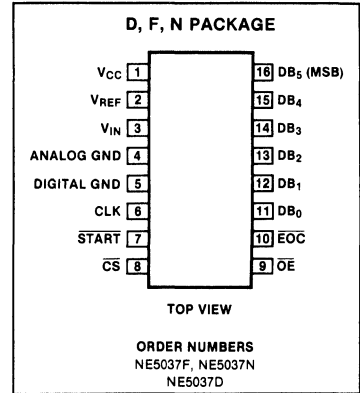 D, F, N PACKAGE
VCC 1
VREF 2
VIN 3
ANALOG GND 4
DIGITAL GND 5
CLK 6
START 7
CS 8
16 DB5 (MSB)
15 DB4
14 DB3
13 DB2
12 DB1
11 DB0
10 EOC
9 OE
TOP VIEW
ORDER NUMBERS
NE5037F, NE5037N
NE5037D